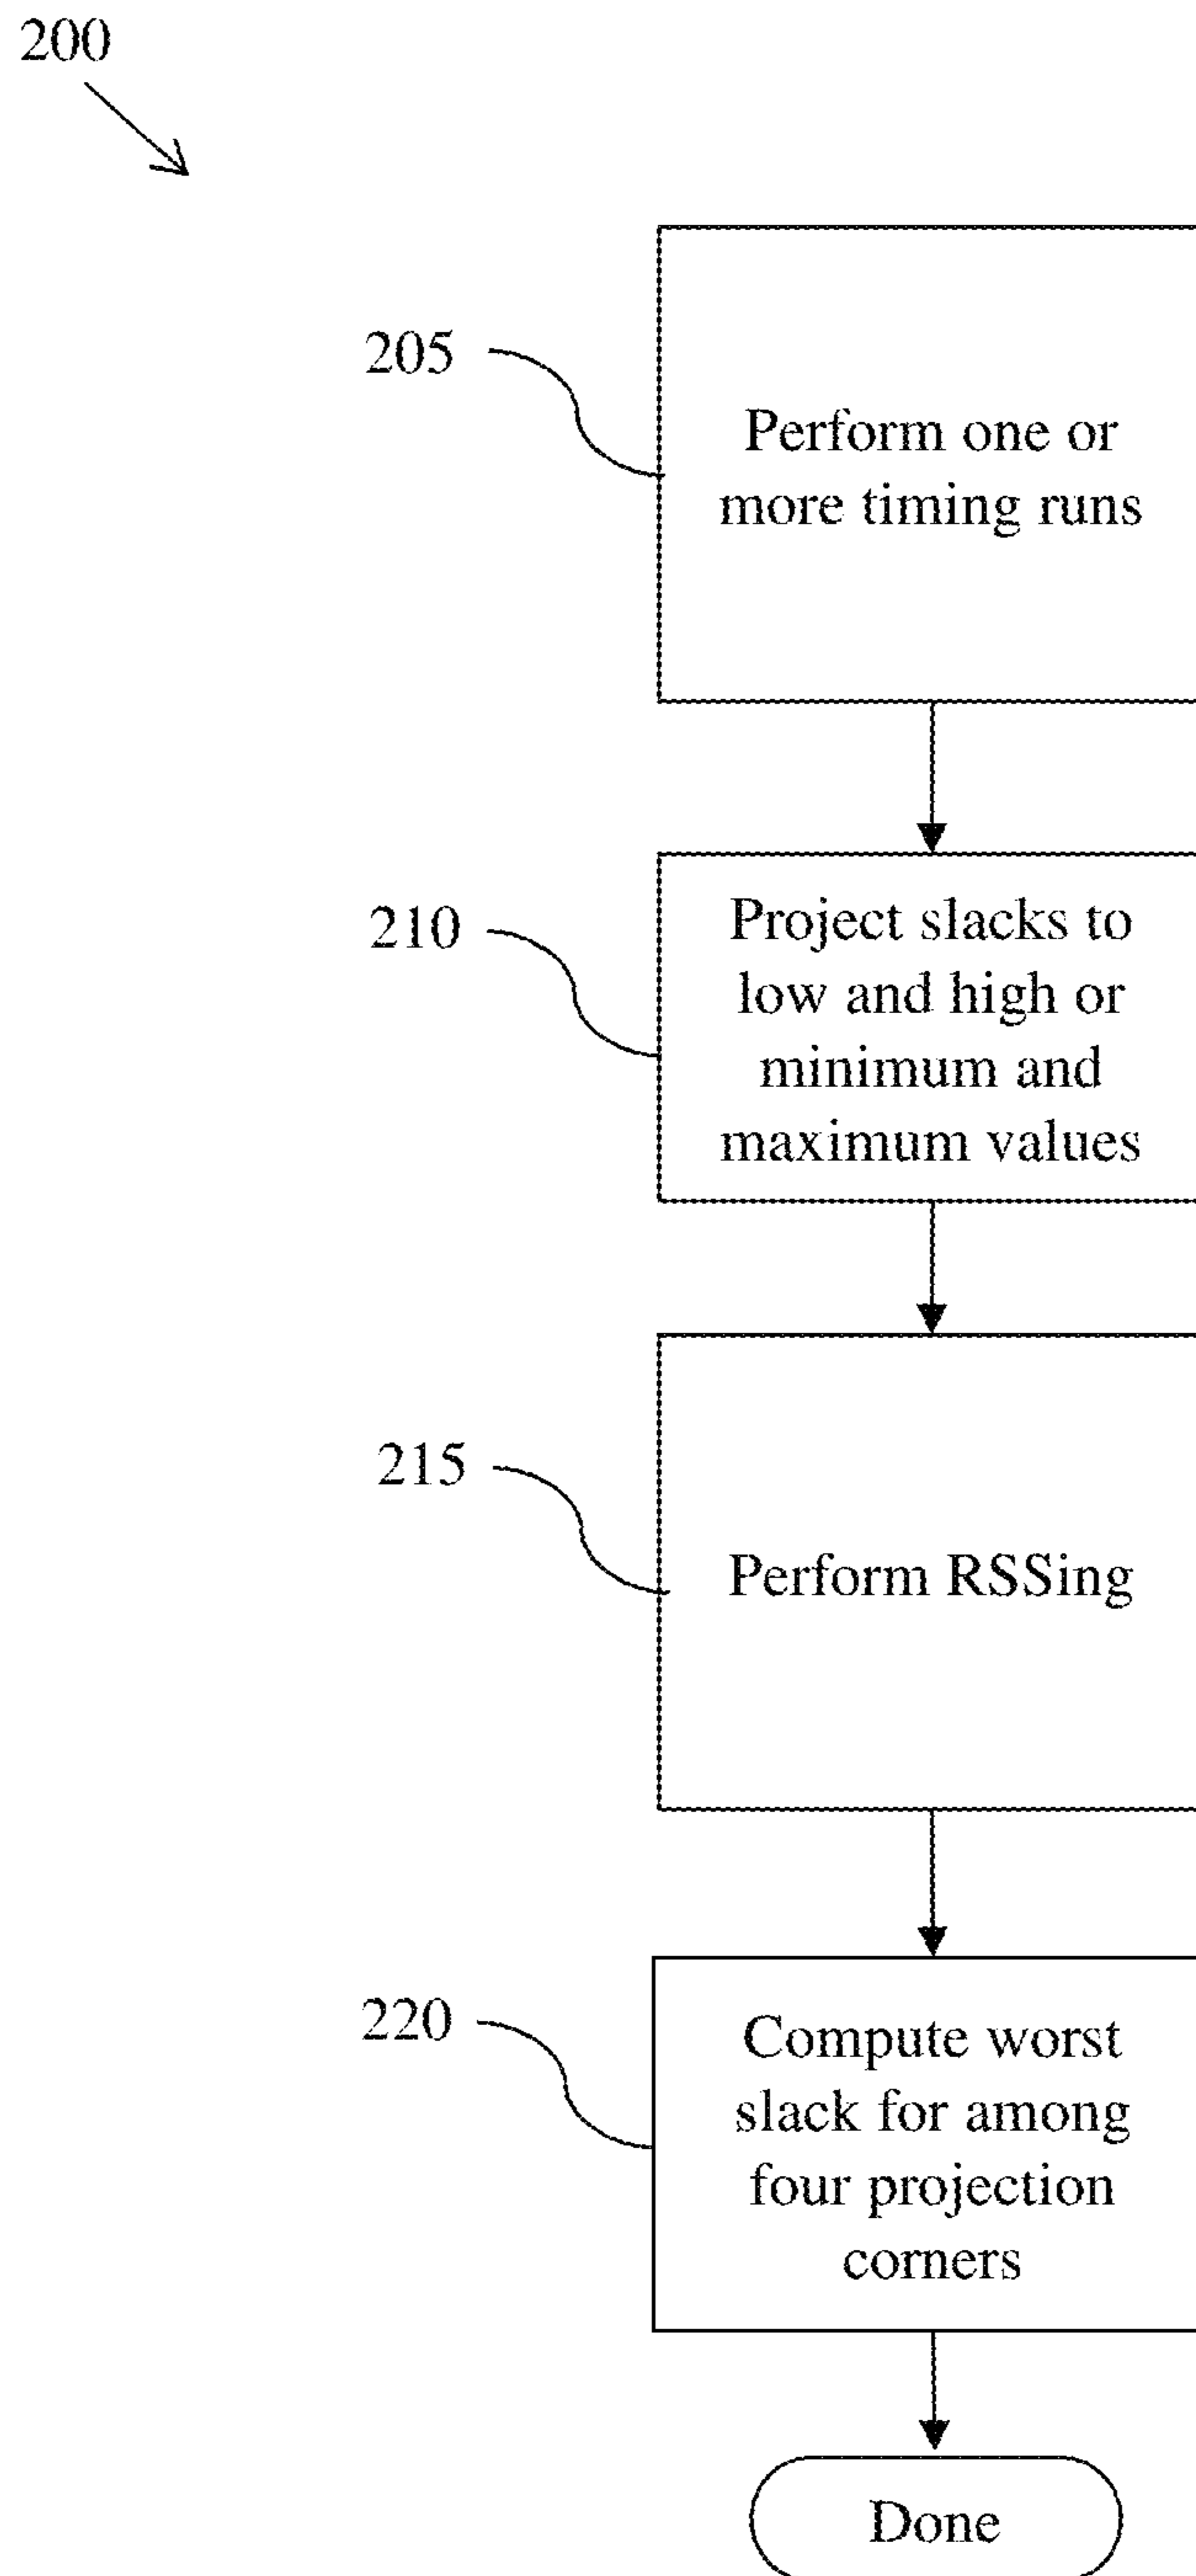 200
205
Perform one or
more timing runs
210
Project slacks to
low and high or
minimum and
maximum values
215
Perform RSSing
220
Compute worst
slack for among
four projection
corners
Done